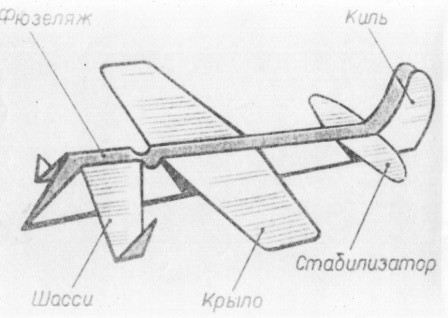 Фюзеляж
Киль
Стабилизатор
Шасси
Крыло